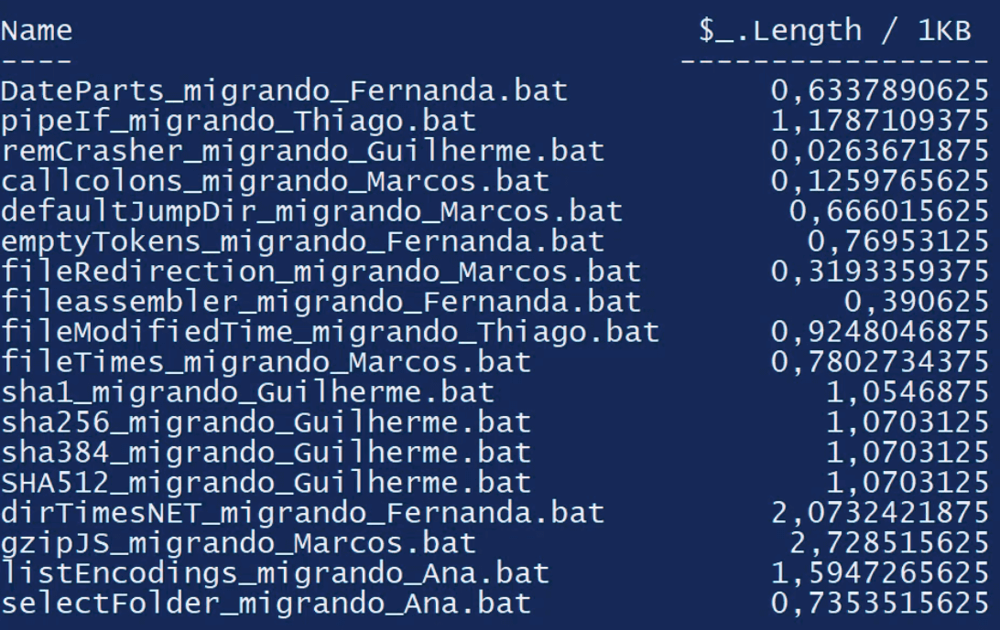 Name $_.Length / 1KB
---- -----------------
DateParts_migrando_Fernanda.bat 0,6337890625
pipeIf_migrando_Thiago.bat 1,1787109375
remCrasher_migrando_Guilherme.bat 0,0263671875
callcolons_migrando_Marcos.bat 0,1259765625
defaultJumpDir_migrando_Marcos.bat 0,666015625
emptyTokens_migrando_Fernanda.bat 0,76953125
fileRedirection_migrando_Marcos.bat 0,3193359375
fileassembler_migrando_Fernanda.bat 0,390625
fileModifiedTime_migrando_Thiago.bat 0,9248046875
fileTimes_migrando_Marcos.bat 0,7802734375
sha1_migrando_Guilherme.bat 1,0546875
sha256_migrando_Guilherme.bat 1,0703125
sha384_migrando_Guilherme.bat 1,0703125
SHA512_migrando_Guilherme.bat 1,0703125
dirTimesNET_migrando_Fernanda.bat 2,0732421875
gzipJS_migrando_Marcos.bat 2,728515625
listEncodings_migrando_Ana.bat 1,5947265625
selectFolder_migrando_Ana.bat 0,7353515625